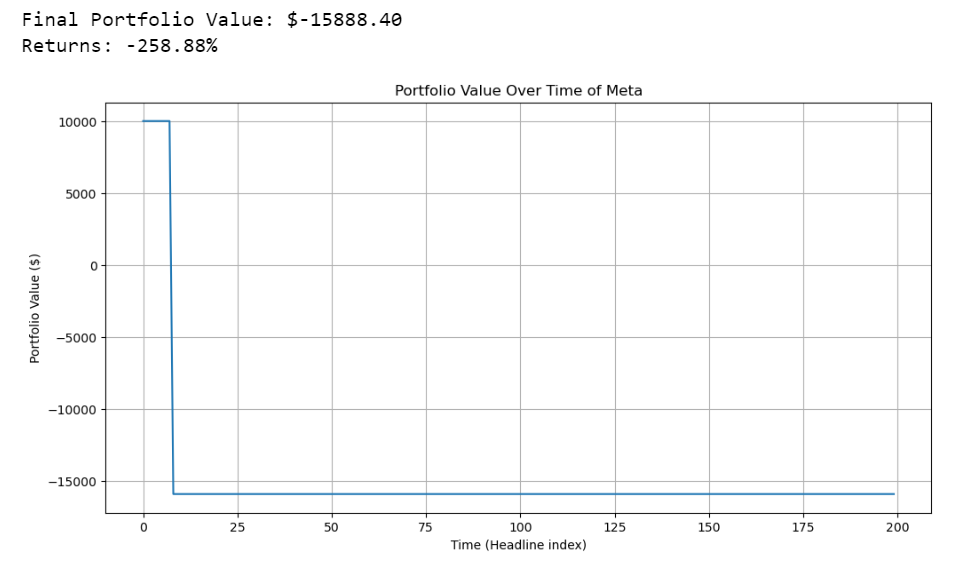 Final Portfolio Value: $-15888.40
Returns: -258.88%
Portfolio Value Over Time of Meta
10000
5000
0
−5000
−10000
−15000
Portfolio Value ($)
0 25 50 75 100 125 150 175 200
Time (Headline index)